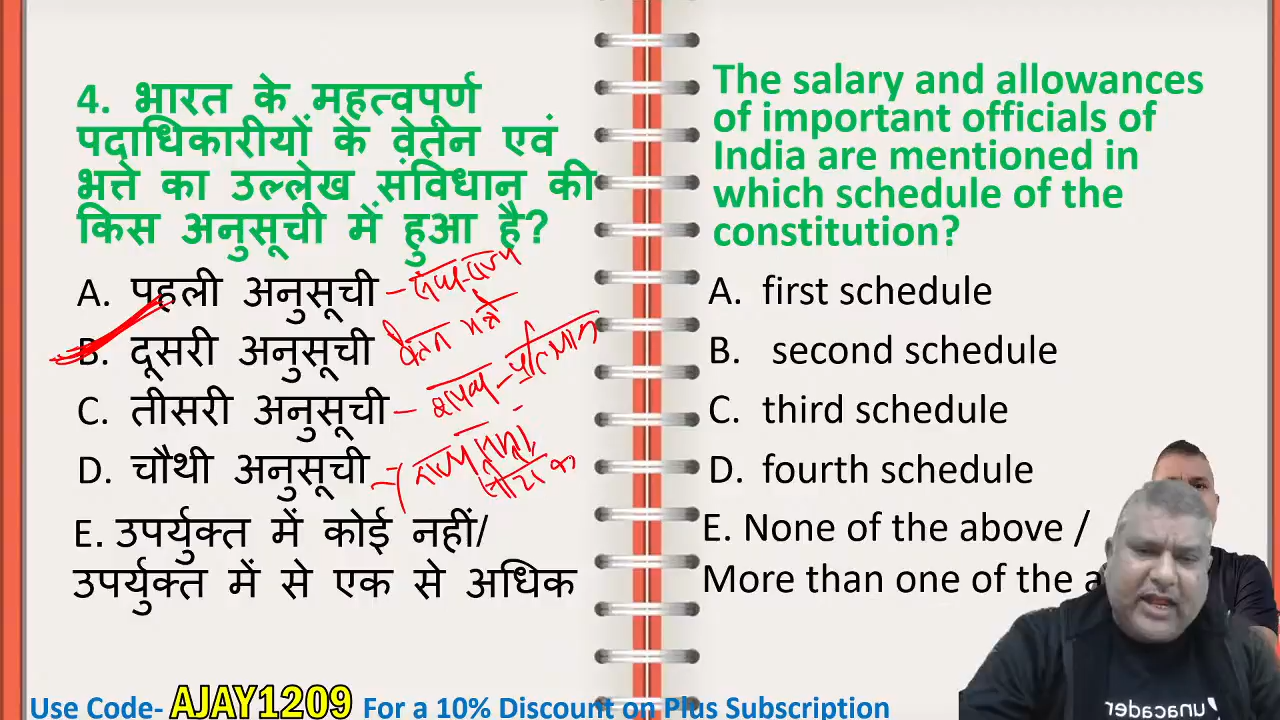 4. भारत के महत्वपूर्ण
पदाधिकारीयों के वेतन एवं
भत्ते का उल्लेख संविधान की
किस अनुसूची में हुआ है?
A. पहली अनुसूची – संघ-राज्य
B. दूसरी अनुसूची वेतन भत्ते
C. तीसरी अनुसूची – शपथ –
D. चौथी अनुसूची – राज्य सभा
E. उपर्युक्त में कोई नहीं/
उपर्युक्त में से एक से अधिक
The salary and allowances
of important officials of
India are mentioned in
which schedule of the
constitution?
A. first schedule
B. second schedule
C. third schedule
D. fourth schedule
E. None of the above /
More than one of the a
unacader
Use Code- AJAY1209 For a 10% Discount on Plus Subscription